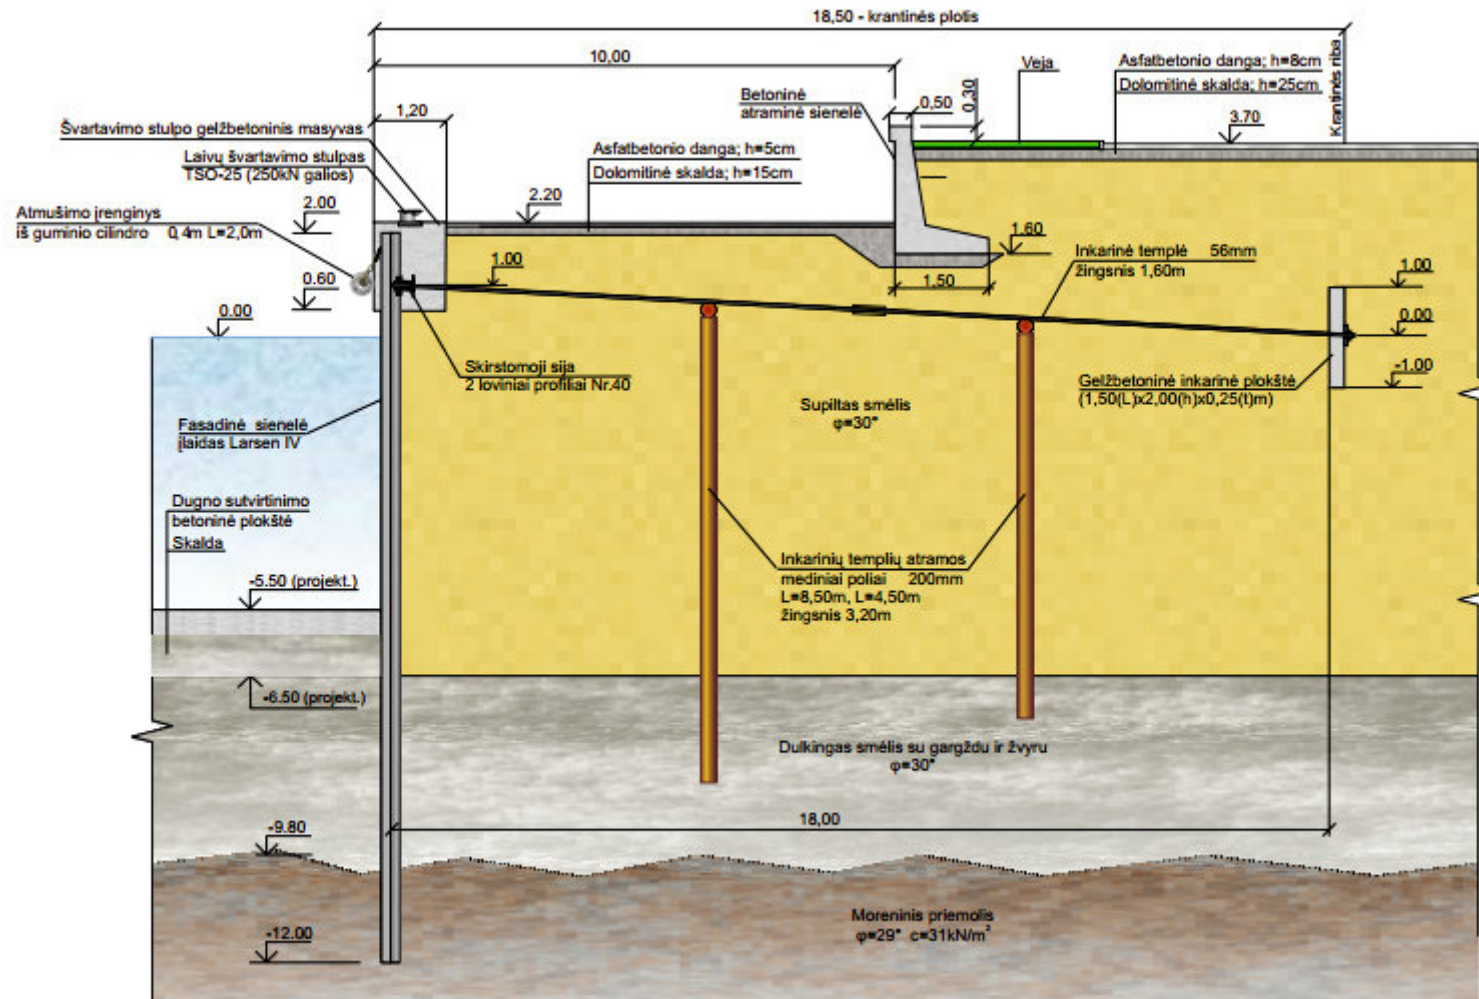 18,50 - krantinės plotis
10,00
Veja
Asfatbetonio danga; h=8cm
Dolomitinė skalda; h=25cm
Krantinės riba
Betoninė
atraminė sienelė
0,50
0,30
3.70
1,20
Švartavimo stulpo gelžbetoninis masyvas
Laivų švartavimo stulpas
TSO-25 (250kN galios)
Asfatbetonio danga; h=5cm
Dolomitinė skalda; h=15cm
2.00
2.20
Atmušimo įrenginys
iš guminio cilindro 0,4m L=2,0m
1.60
Inkarinė templė 56mm
žingsnis 1,60m
1.00
1.00
0.60
1.50
0.00
0.00
Skirstomoji sija
2 loviniai profiliai Nr.40
-1.00
Gelžbetoninė inkarinė plokštė
(1,50(L)x2,00(h)x0,25(t)m)
Supiltas smėlis
φ=30°
Fasadinė sienelė
įlaidas Larsen IV
Dugno sutvirtinimo
betoninė plokštė
Skalda
Inkarinių templių atramos
mediniai poliai 200mm
L=8,50m, L=4,50m
žingsnis 3,20m
-5.50 (projekt.)
-6.50 (projekt.)
Dulkingas smėlis su gargždu ir žvyru
φ=30°
18,00
-9.80
Moreninis priemolis
φ=29° c=31kN/m²
-12.00